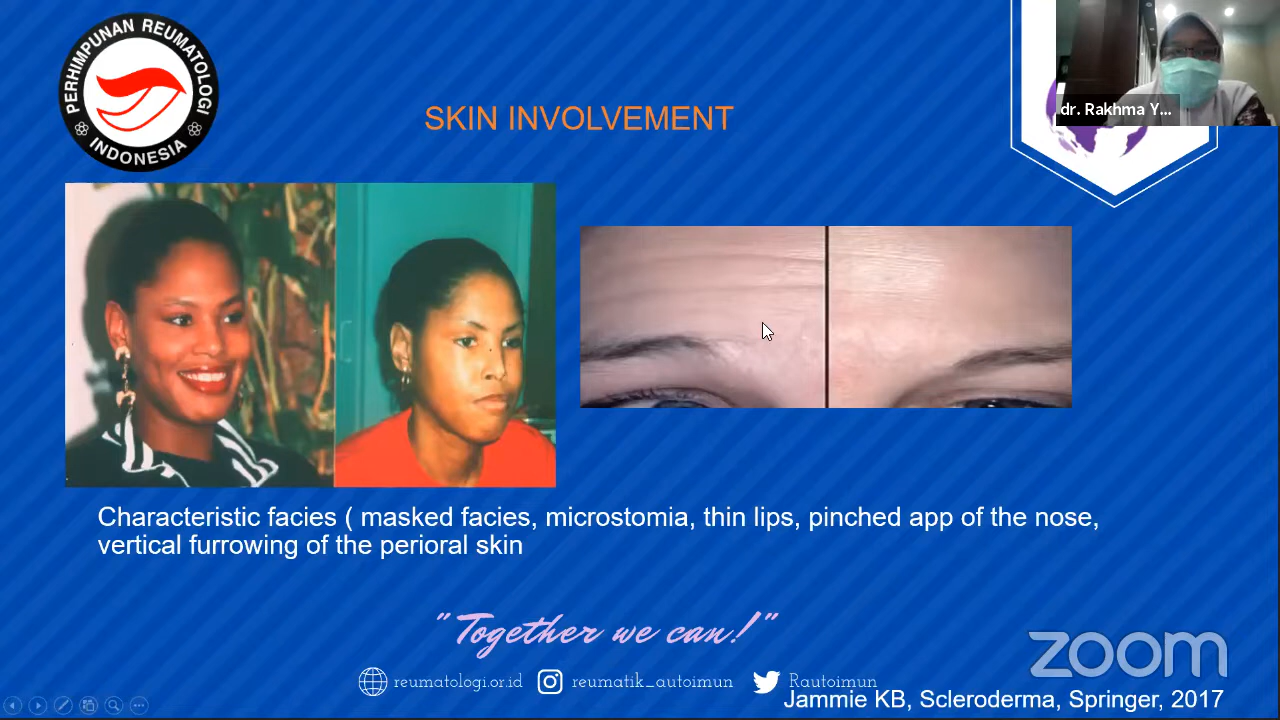 PERHIMPUNAN REUMATOLOGI
INDONESIA
SKIN INVOLVEMENT
dr. Rakhma Y...
Characteristic facies ( masked facies, microstomia, thin lips, pinched app of the nose,
vertical furrowing of the perioral skin
"Together we can!"
reumatologi.or.id reumatik_autoimun Rautoimun
zoom
Jammie KB, Scleroderma, Springer, 2017